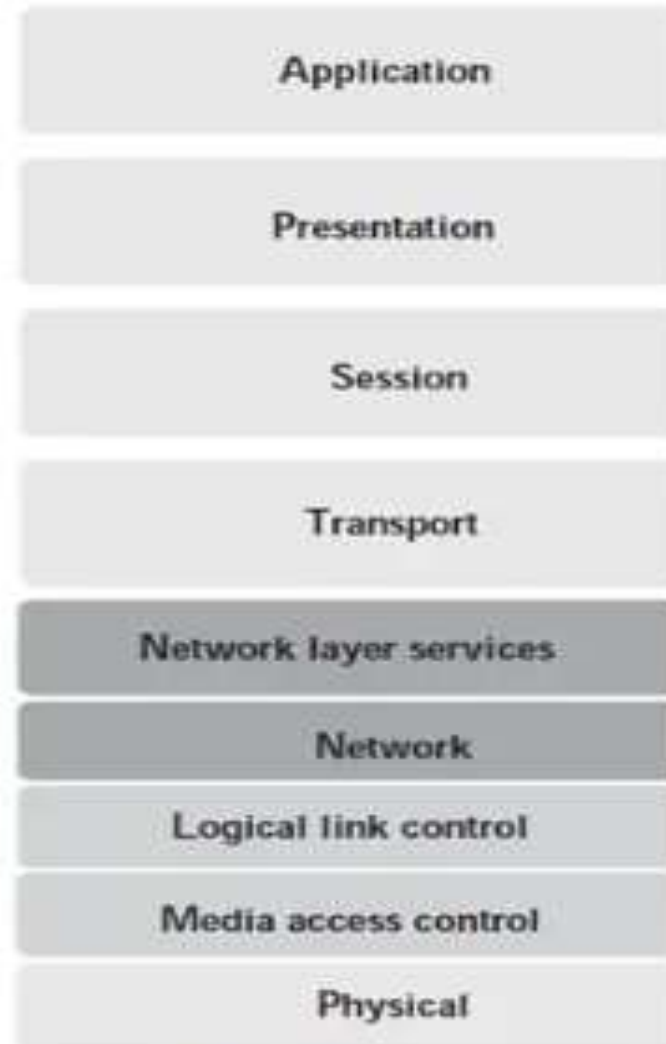 Application
Presentation
Session
Transport
Network layer services
Network
Logical link control
Media access control
Physical